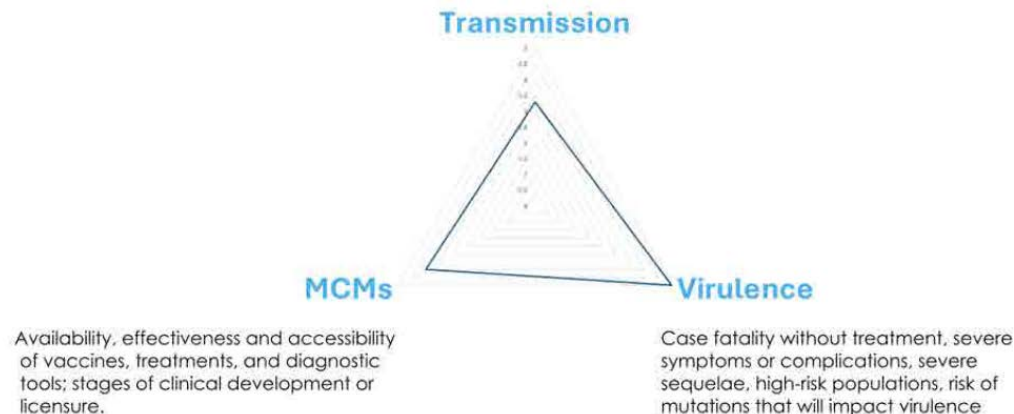 Transmission
MCMs
Virulence
Availability, effectiveness and accessibility
of vaccines, treatments, and diagnostic
tools; stages of clinical development or
licensure.
Case fatality without treatment, severe
symptoms or complications, severe
sequelae, high-risk populations, risk of
mutations that will impact virulence